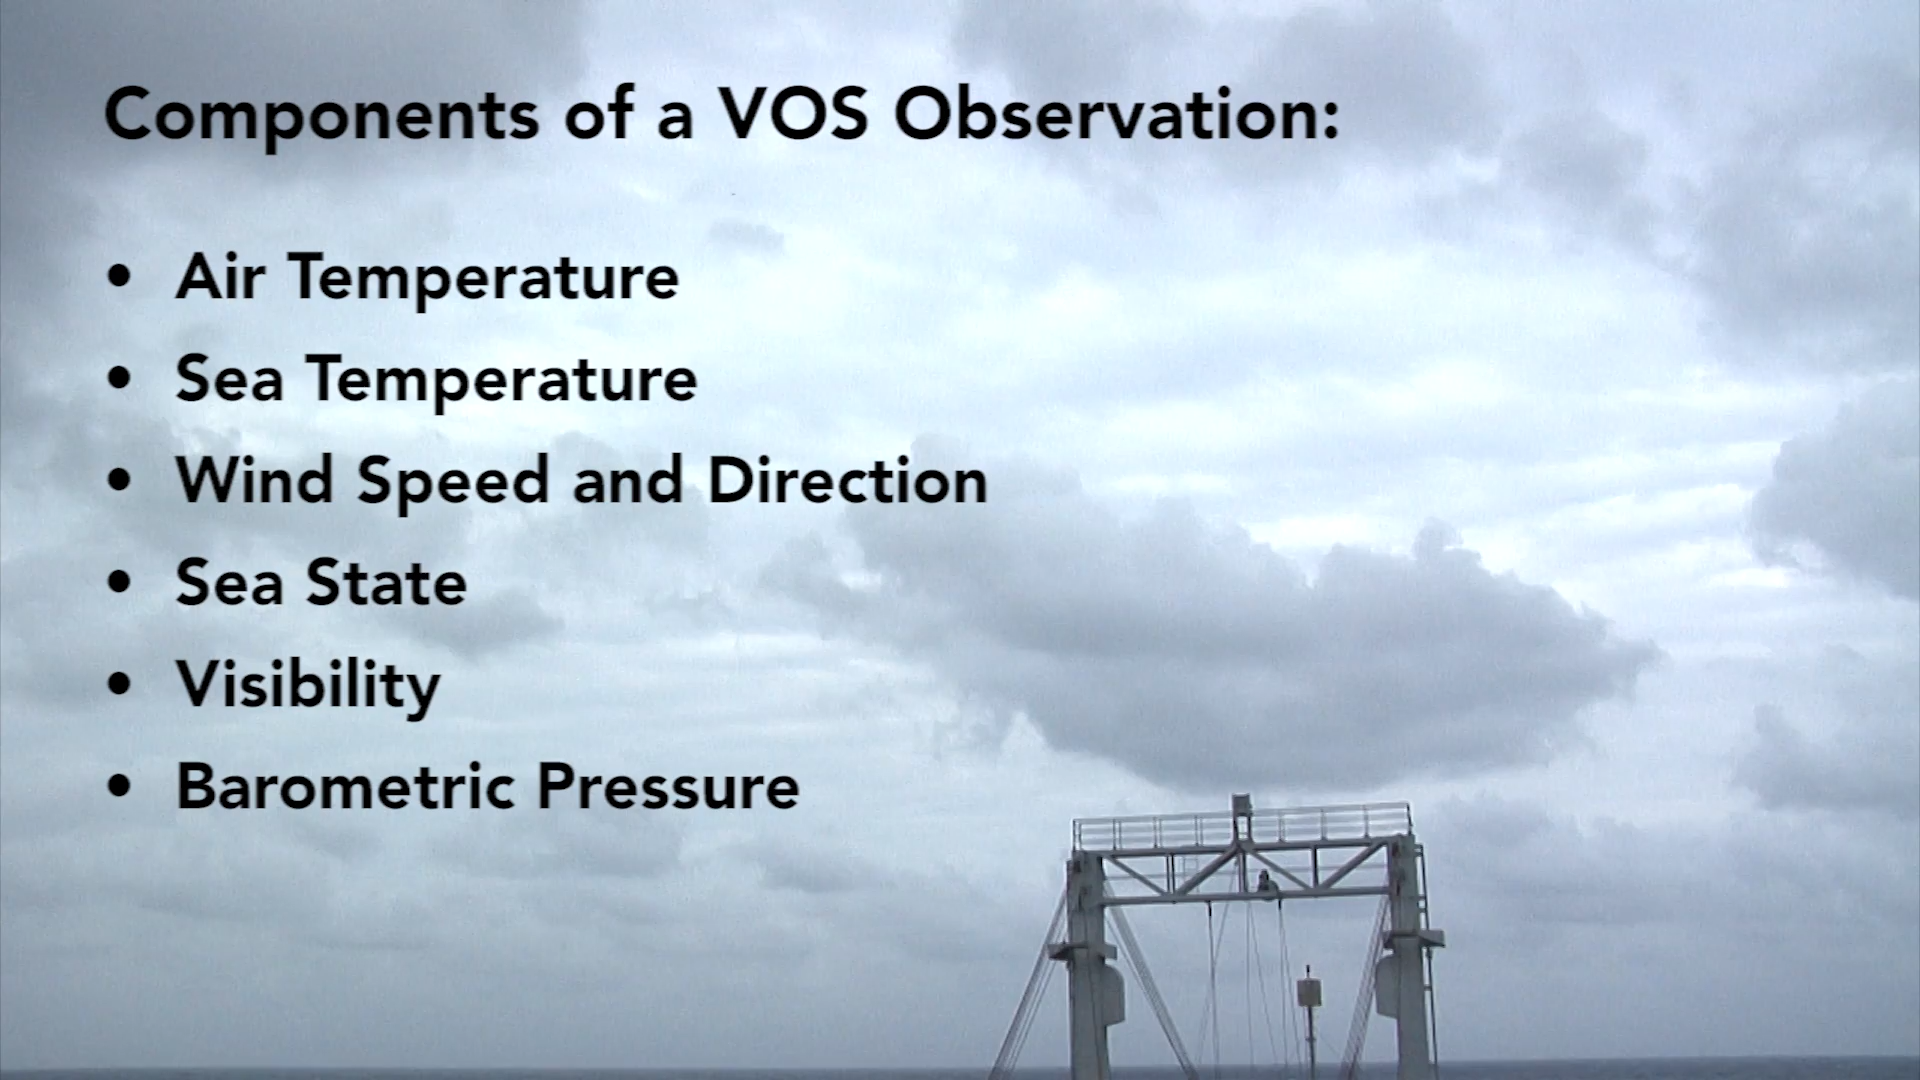 Components of a VOS Observation:
• Air Temperature
• Sea Temperature
• Wind Speed and Direction
• Sea State
• Visibility
• Barometric Pressure